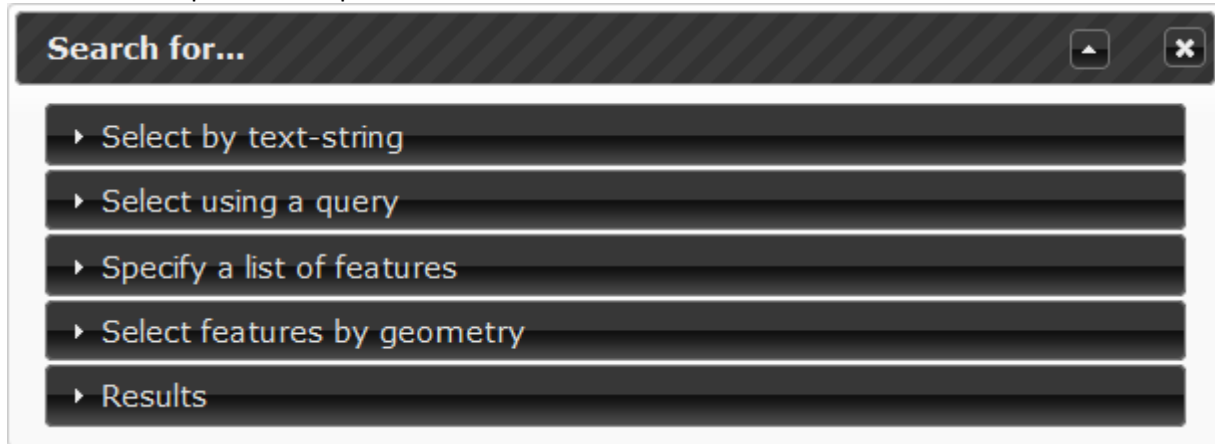 Search for...
Select by text-string
Select using a query
Specify a list of features
Select features by geometry
Results